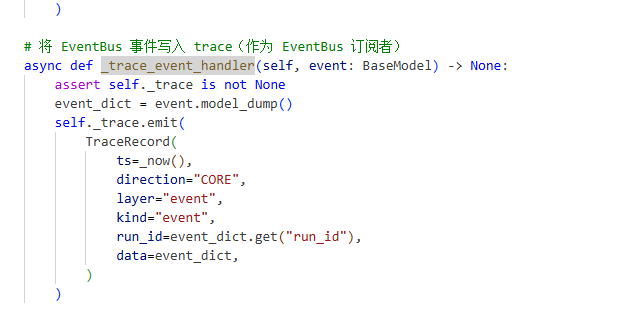 )
# 将 EventBus 事件写入 trace（作为 EventBus 订阅者）
async def _trace_event_handler(self, event: BaseModel) -> None:
    assert self._trace is not None
    event_dict = event.model_dump()
    self._trace.emit(
        TraceRecord(
            ts=_now(),
            direction="CORE",
            layer="event",
            kind="event",
            run_id=event_dict.get("run_id"),
            data=event_dict,
        )
    )